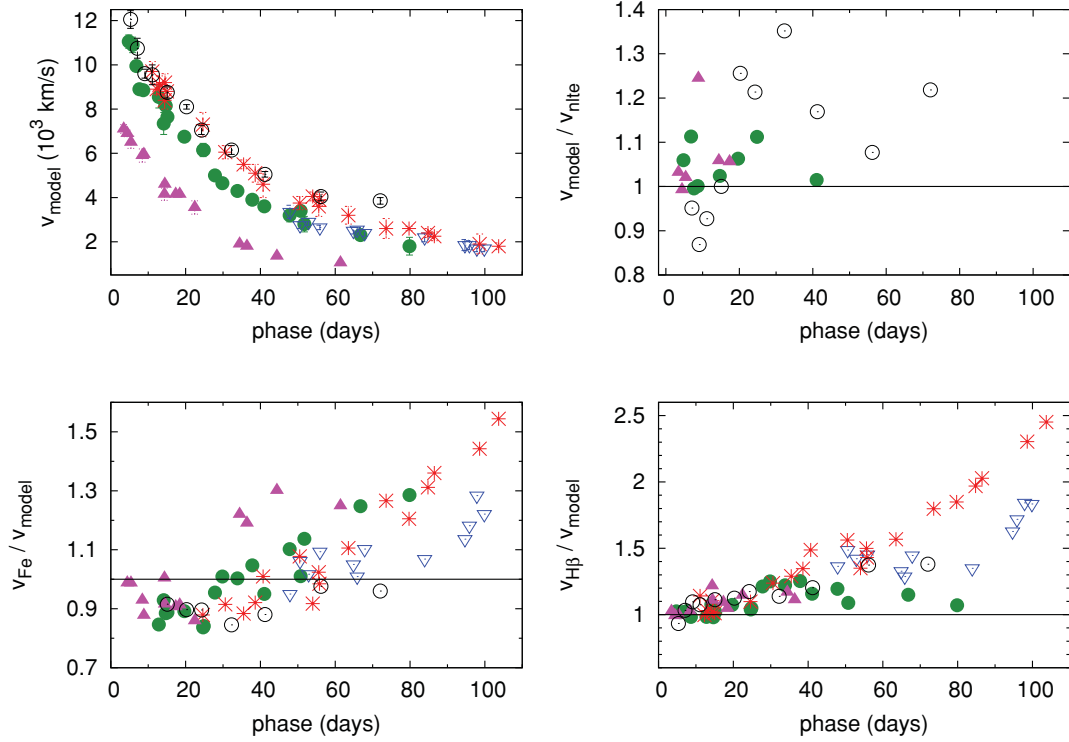 12
10
8
6
4
2
v_model (10^3 km/s)
0 20 40 60 80 100
phase (days)
1.4
1.3
1.2
1.1
1
0.9
0.8
v_model / v_nlte
0 20 40 60 80 100
phase (days)
1.5
1.3
1.1
0.9
0.7
v_Fe / v_model
0 20 40 60 80 100
phase (days)
2.5
2
1.5
1
v_Hβ / v_model
0 20 40 60 80 100
phase (days)